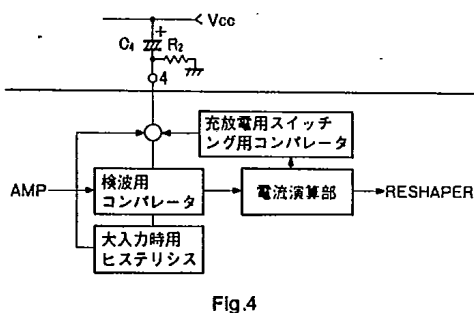 Vcc
+
C4
R2
4
充放電用スイッチ
ング用コンパレータ
AMP
検波用
コンパレータ
電流演算部
RESHAPER
大入力時用
ヒステリシス
Fig.4